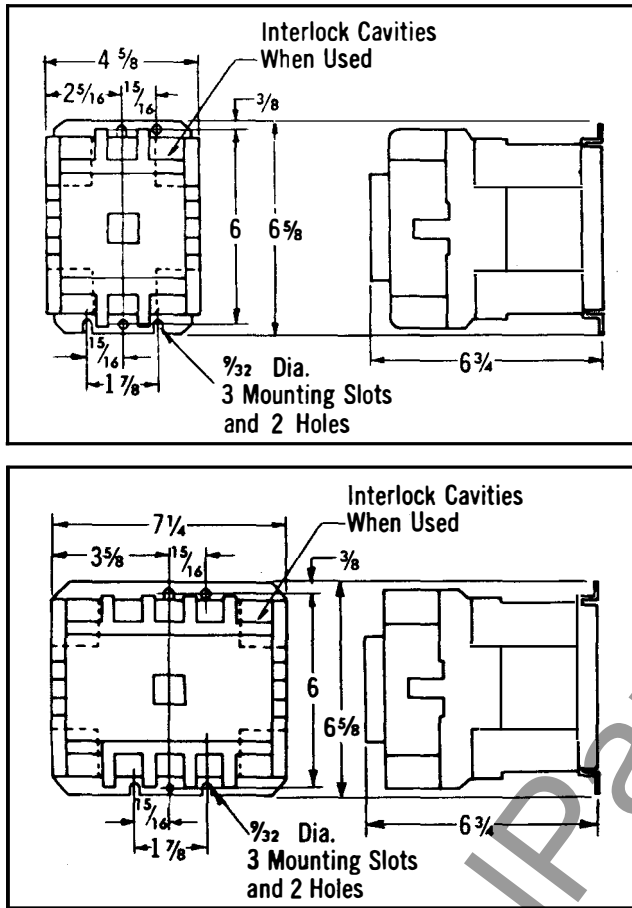 Interlock Cavities
When Used
4 5/8
2 5/16 15/16
3/8
6
6 5/8
15/16
1 7/8
6 3/4
9/32 Dia.
3 Mounting Slots
and 2 Holes
Interlock Cavities
When Used
7 1/4
3 5/8 15/16
3/8
6
6 5/8
15/16
1 7/8
6 3/4
9/32 Dia.
3 Mounting Slots
and 2 Holes